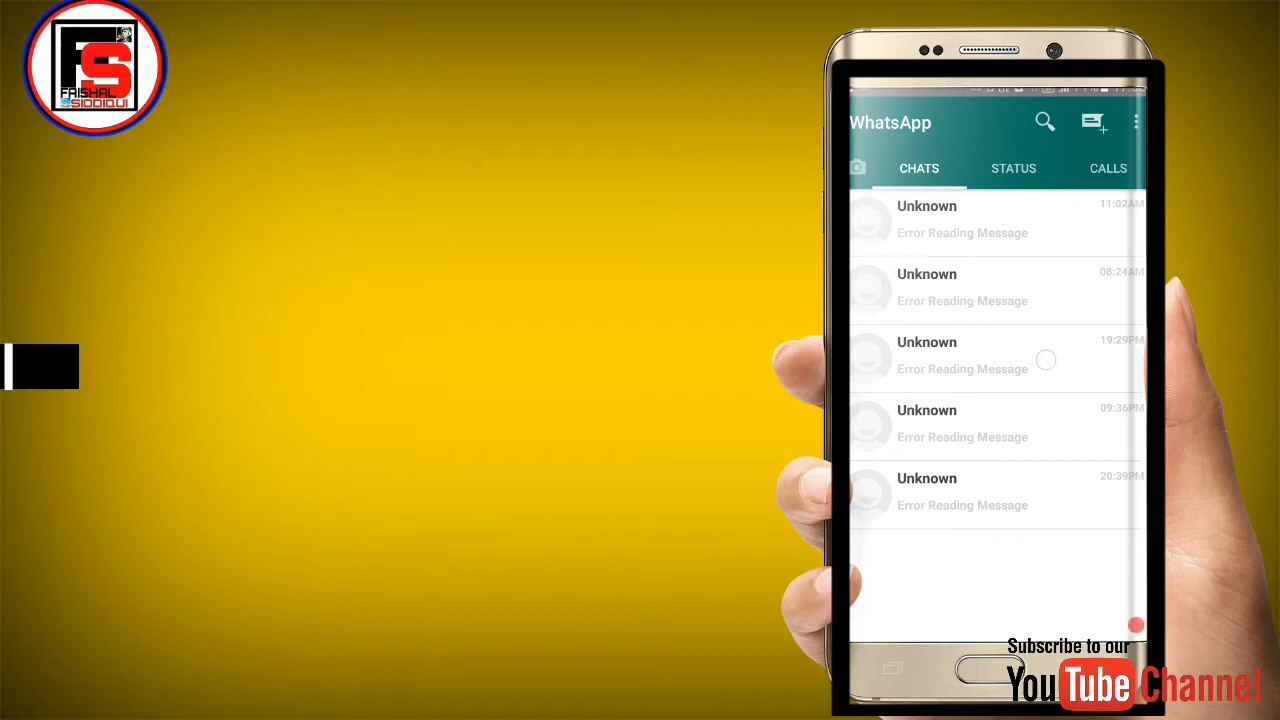 FS
FAISHAL
SIDDIQUI
WhatsApp
CHATS STATUS CALLS
Unknown 11:02AM
Error Reading Message
Unknown 08:24AM
Error Reading Message
Unknown 19:29PM
Error Reading Message
Unknown 09:36PM
Error Reading Message
Unknown 20:39PM
Error Reading Message
Subscribe to our
YouTube Channel